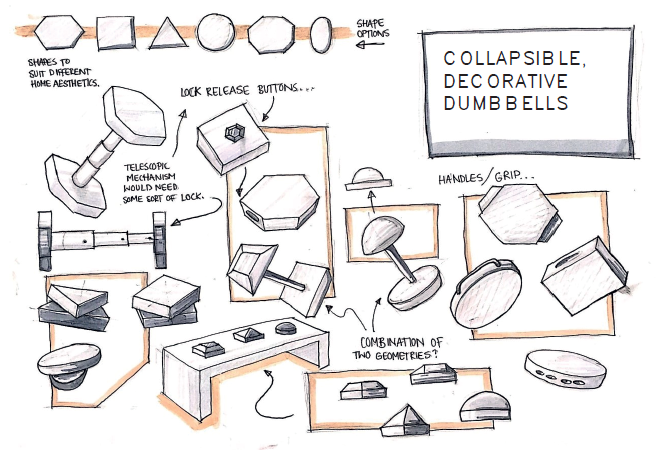 SHAPE
OPTIONS
SHAPES TO
SUIT DIFFERENT
HOME AESTHETICS.
COLLAPSIBLE,
DECORATIVE
DUMBBELLS
LOCK RELEASE BUTTONS...
TELESCOPIC
MECHANISM
WOULD NEED
SOME SORT OF LOCK.
HANDLES/GRIP...
COMBINATION OF
TWO GEOMETRIES?